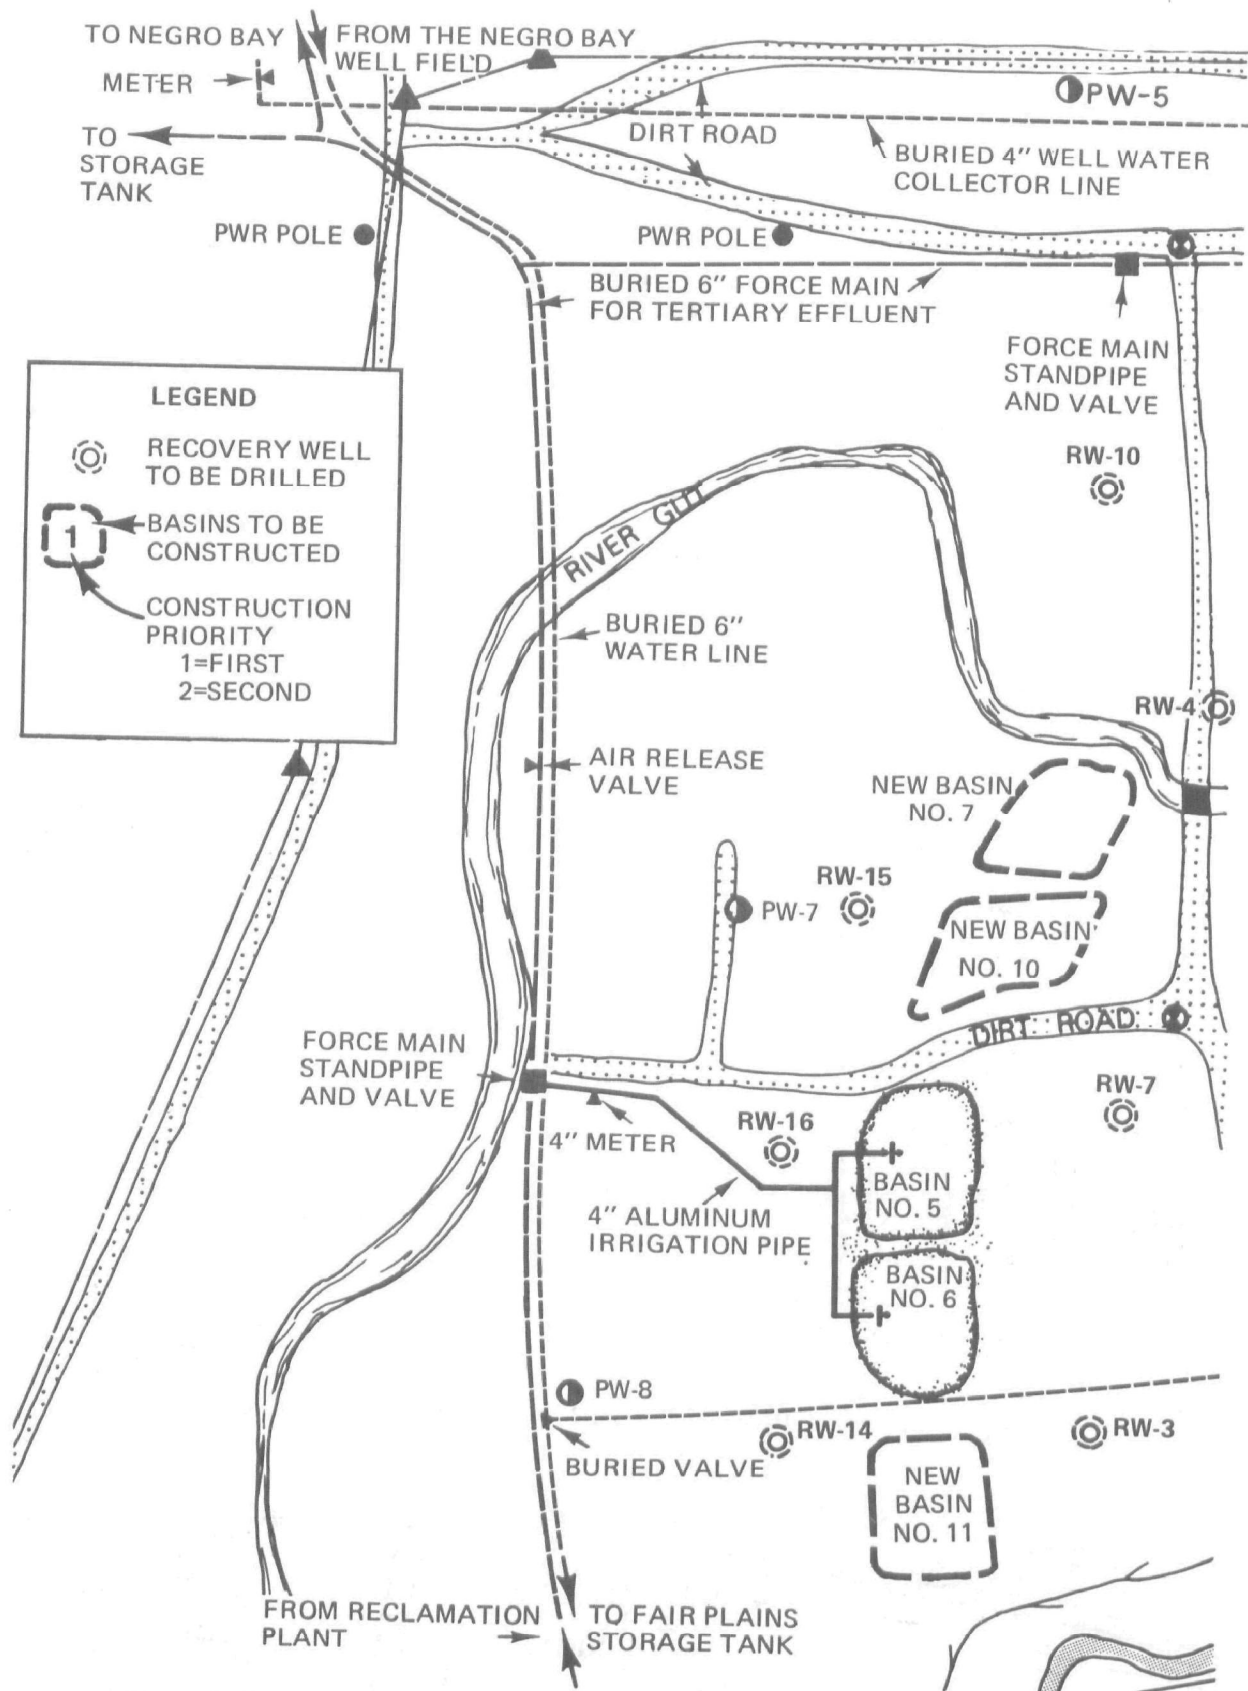 TO NEGRO BAY
FROM THE NEGRO BAY
WELL FIELD
METER
PW-5
TO
STORAGE
TANK
DIRT ROAD
BURIED 4" WELL WATER
COLLECTOR LINE
PWR POLE
PWR POLE
BURIED 6" FORCE MAIN
FOR TERTIARY EFFLUENT
FORCE MAIN
STANDPIPE
AND VALVE
LEGEND
RECOVERY WELL
TO BE DRILLED
1
BASINS TO BE
CONSTRUCTED
CONSTRUCTION
PRIORITY
1=FIRST
2=SECOND
RW-10
RIVER GUT
BURIED 6"
WATER LINE
RW-4
AIR RELEASE
VALVE
NEW BASIN
NO. 7
RW-15
PW-7
NEW BASIN
NO. 10
DIRT ROAD
FORCE MAIN
STANDPIPE
AND VALVE
RW-7
RW-16
4" METER
BASIN
NO. 5
4" ALUMINUM
IRRIGATION PIPE
BASIN
NO. 6
PW-8
RW-14
RW-3
BURIED VALVE
NEW
BASIN
NO. 11
FROM RECLAMATION
PLANT
TO FAIR PLAINS
STORAGE TANK